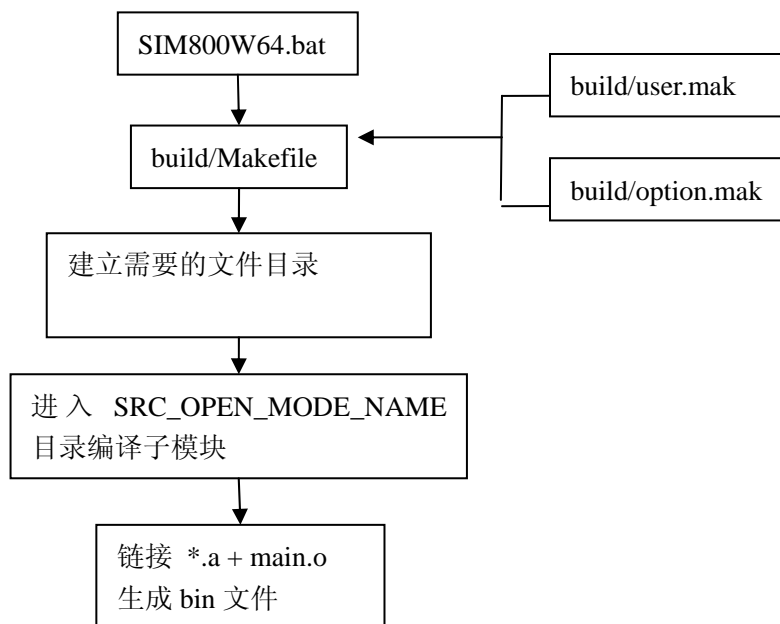 SIM800W64.bat
build/user.mak
build/Makefile
build/option.mak
建立需要的文件目录
进 入 SRC_OPEN_MODE_NAME
目录编译子模块
链接 *.a + main.o
生成 bin 文件